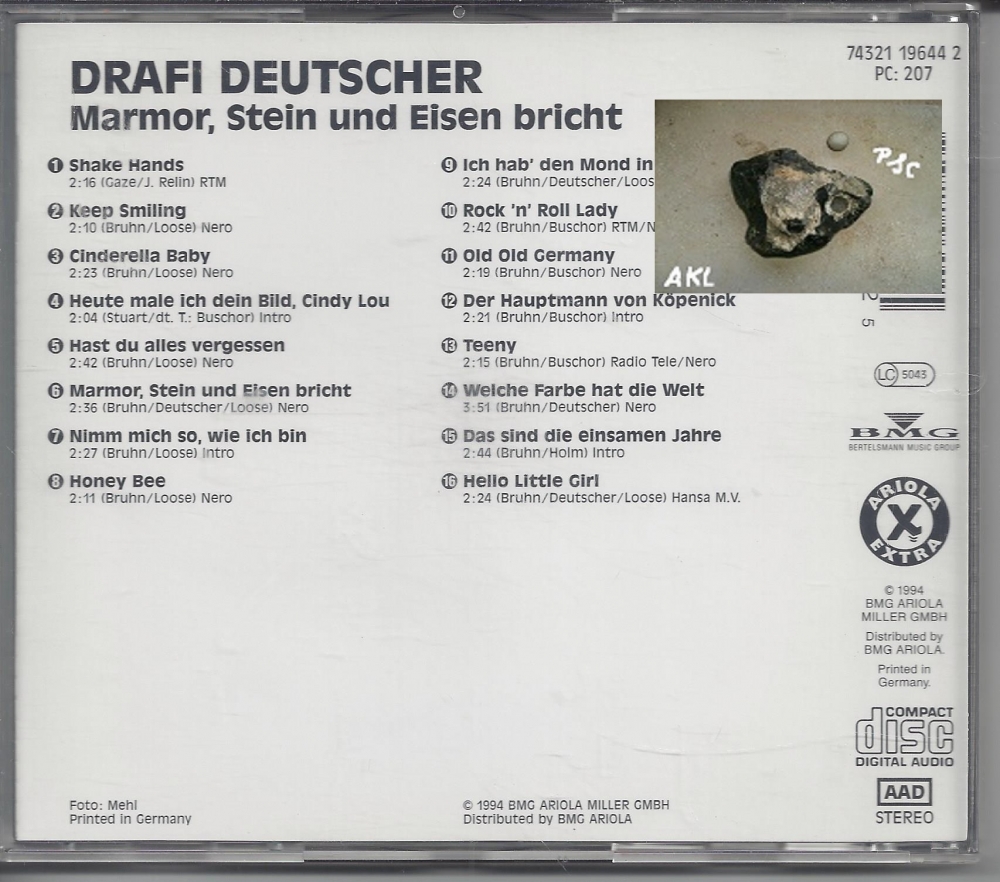 DRAFI DEUTSCHER
Marmor, Stein und Eisen bricht
74321 19644 2
PC: 207
1 Shake Hands
2:16 (Gaze/J. Relin) RTM
2 Keep Smiling
2:10 (Bruhn/Loose) Nero
3 Cinderella Baby
2:23 (Bruhn/Loose) Nero
4 Heute male ich dein Bild, Cindy Lou
2:04 (Stuart/dt. T.: Buschor) Intro
5 Hast du alles vergessen
2:42 (Bruhn/Loose) Nero
6 Marmor, Stein und Eisen bricht
2:36 (Bruhn/Deutscher/Loose) Nero
7 Nimm mich so, wie ich bin
2:27 (Bruhn/Loose) Intro
8 Honey Bee
2:11 (Bruhn/Loose) Nero
9 Ich hab' den Mond in
2:24 (Bruhn/Deutscher/Loos
10 Rock 'n' Roll Lady
2:42 (Bruhn/Buschor) RTM/N
11 Old Old Germany
2:19 (Bruhn/Buschor) Nero
12 Der Hauptmann von Köpenick
2:21 (Bruhn/Buschor) Intro
13 Teeny
2:15 (Bruhn/Buschor) Radio Tele/Nero
14 Welche Farbe hat die Welt
3:51 (Bruhn/Deutscher) Nero
15 Das sind die einsamen Jahre
2:44 (Bruhn/Holm) Intro
16 Hello Little Girl
2:24 (Bruhn/Deutscher/Loose) Hansa M.V.
PSC
AKL
2 5
LC 5043
BMG
BERTELSMANN MUSIC GROUP
ARIOLA
X
EXTRA
© 1994
BMG ARIOLA
MILLER GMBH
Distributed by
BMG ARIOLA.
Printed in
Germany.
COMPACT
disc
DIGITAL AUDIO
AAD
STEREO
Foto: Mehl
Printed in Germany
© 1994 BMG ARIOLA MILLER GMBH
Distributed by BMG ARIOLA